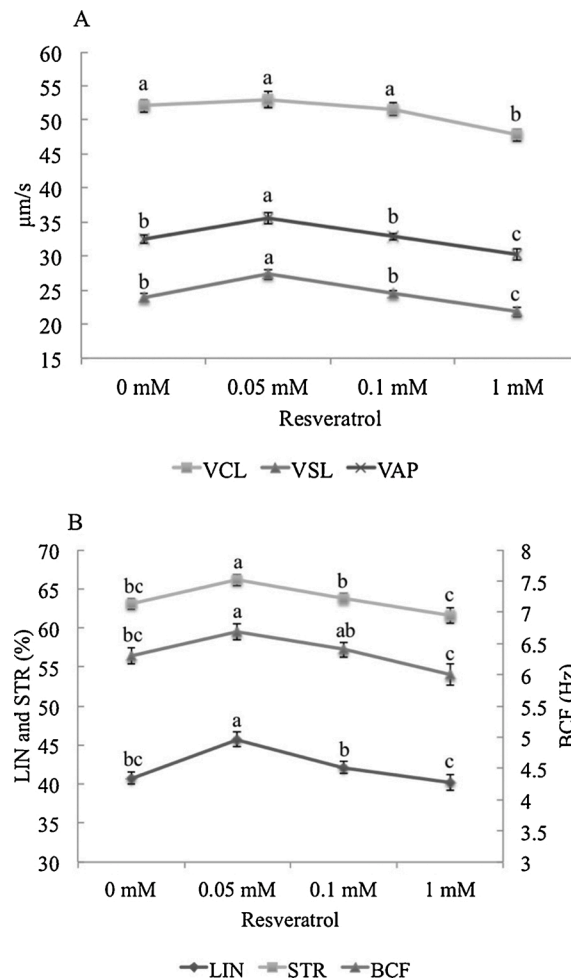 A
60
55
50
45
40
35
30
25
20
15
µm/s
a a a b
b a b c
b a b c
0 mM 0.05 mM 0.1 mM 1 mM
Resveratrol
VCL VSL VAP
B
70
65
60
55
50
45
40
35
30
LIN and STR (%)
8
7.5
7
6.5
6
5.5
5
4.5
4
3.5
3
BCF (Hz)
bc a b c
bc a ab c
bc a b c
0 mM 0.05 mM 0.1 mM 1 mM
Resveratrol
LIN STR BCF